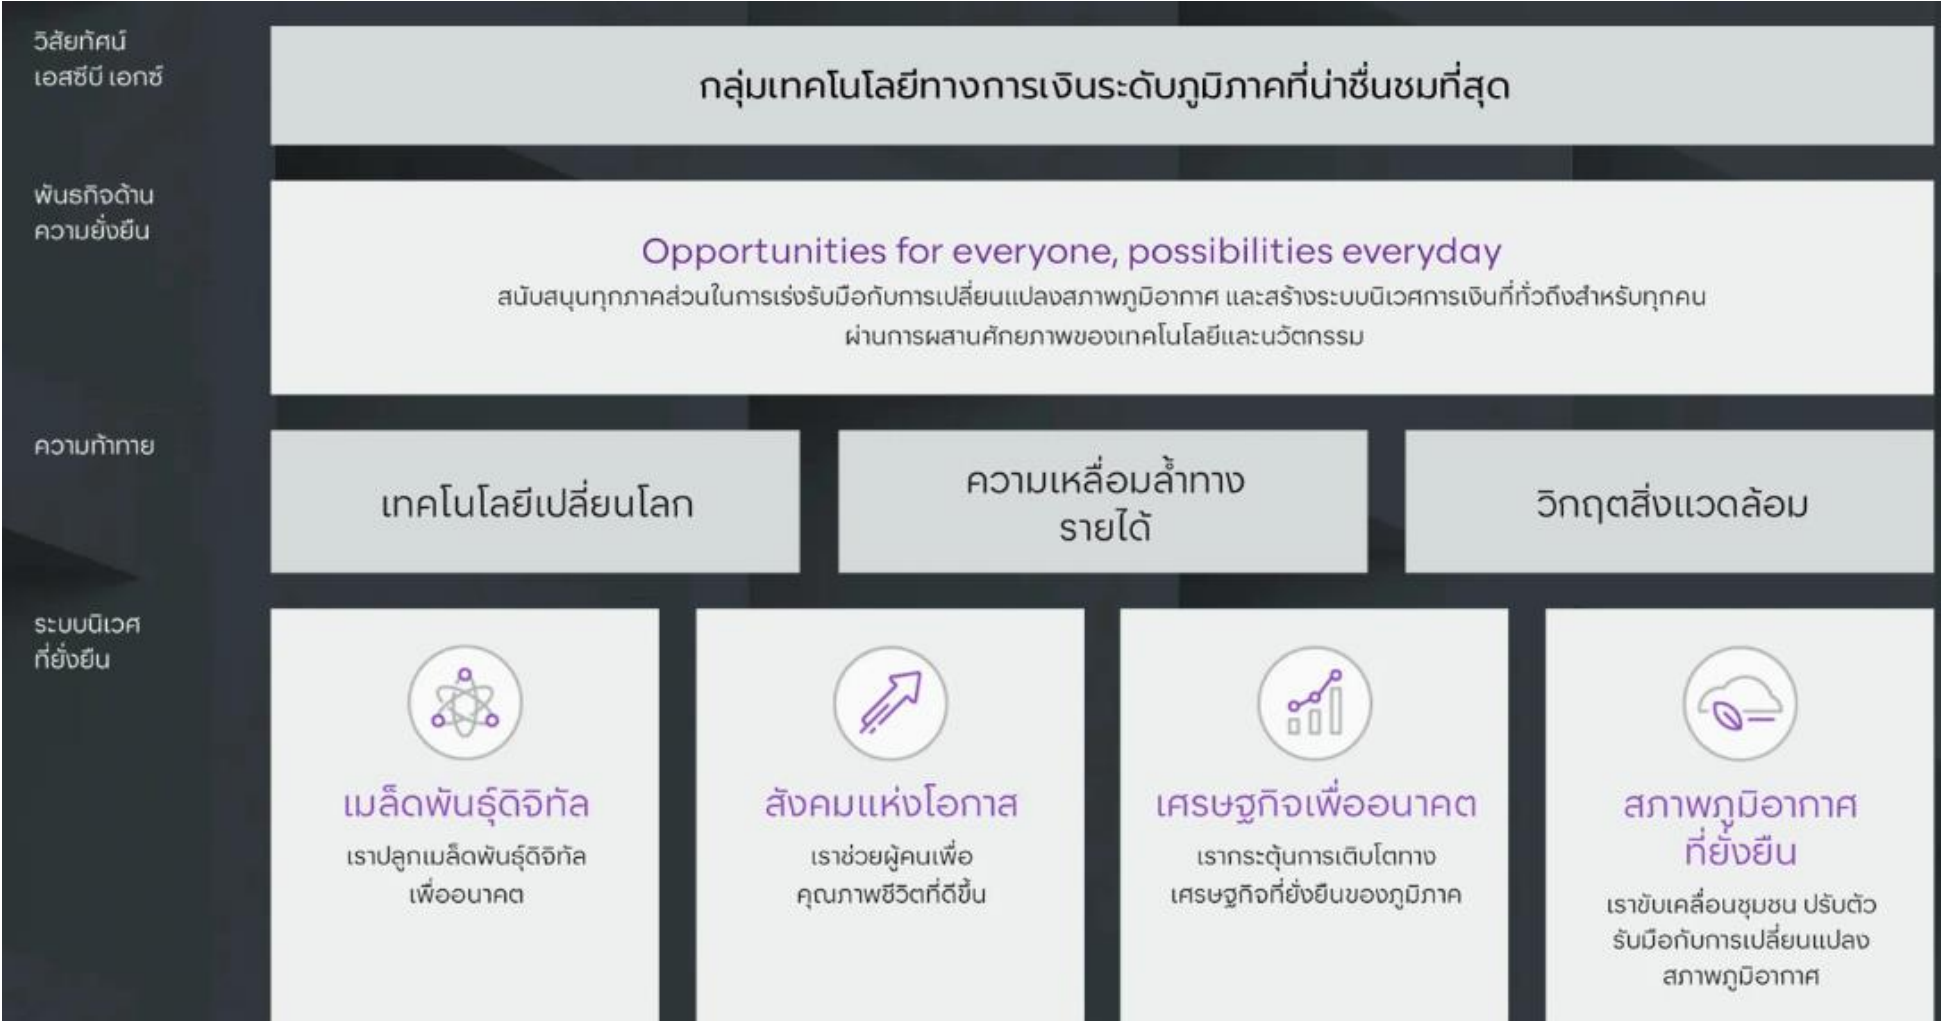 วิสัยทัศน์
เอสซีบี เอกซ์
กลุ่มเทคโนโลยีทางการเงินระดับภูมิภาคที่น่าชื่นชมที่สุด
พันธกิจด้าน
ความยั่งยืน
Opportunities for everyone, possibilities everyday
สนับสนุนทุกภาคส่วนในการเร่งรับมือกับการเปลี่ยนแปลงสภาพภูมิอากาศ และสร้างระบบนิเวศการเงินที่ทั่วถึงสำหรับทุกคน
ผ่านการผสานศักยภาพของเทคโนโลยีและนวัตกรรม
ความท้าทาย
เทคโนโลยีเปลี่ยนโลก
ความเหลื่อมล้ำทาง
รายได้
วิกฤตสิ่งแวดล้อม
ระบบนิเวศ
ที่ยั่งยืน
เมล็ดพันธุ์ดิจิทัล
เราปลูกเมล็ดพันธุ์ดิจิทัล
เพื่ออนาคต
สังคมแห่งโอกาส
เราช่วยผู้คนเพื่อ
คุณภาพชีวิตที่ดีขึ้น
เศรษฐกิจเพื่ออนาคต
เรากระตุ้นการเติบโตทาง
เศรษฐกิจที่ยั่งยืนของภูมิภาค
สภาพภูมิอากาศ
ที่ยั่งยืน
เราขับเคลื่อนชุมชน ปรับตัว
รับมือกับการเปลี่ยนแปลง
สภาพภูมิอากาศ